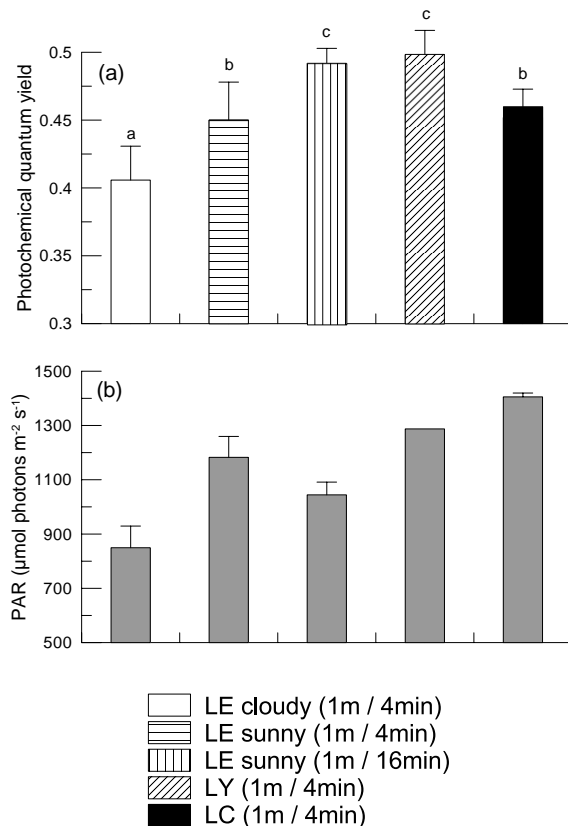 c
c
b
b
a
(a)
0.5
0.45
0.4
0.35
0.3
Photochemical quantum yield
(b)
1500
1300
1100
900
700
500
PAR (µmol photons m⁻² s⁻¹)
LE cloudy (1m / 4min)
LE sunny (1m / 4min)
LE sunny (1m / 16min)
LY (1m / 4min)
LC (1m / 4min)